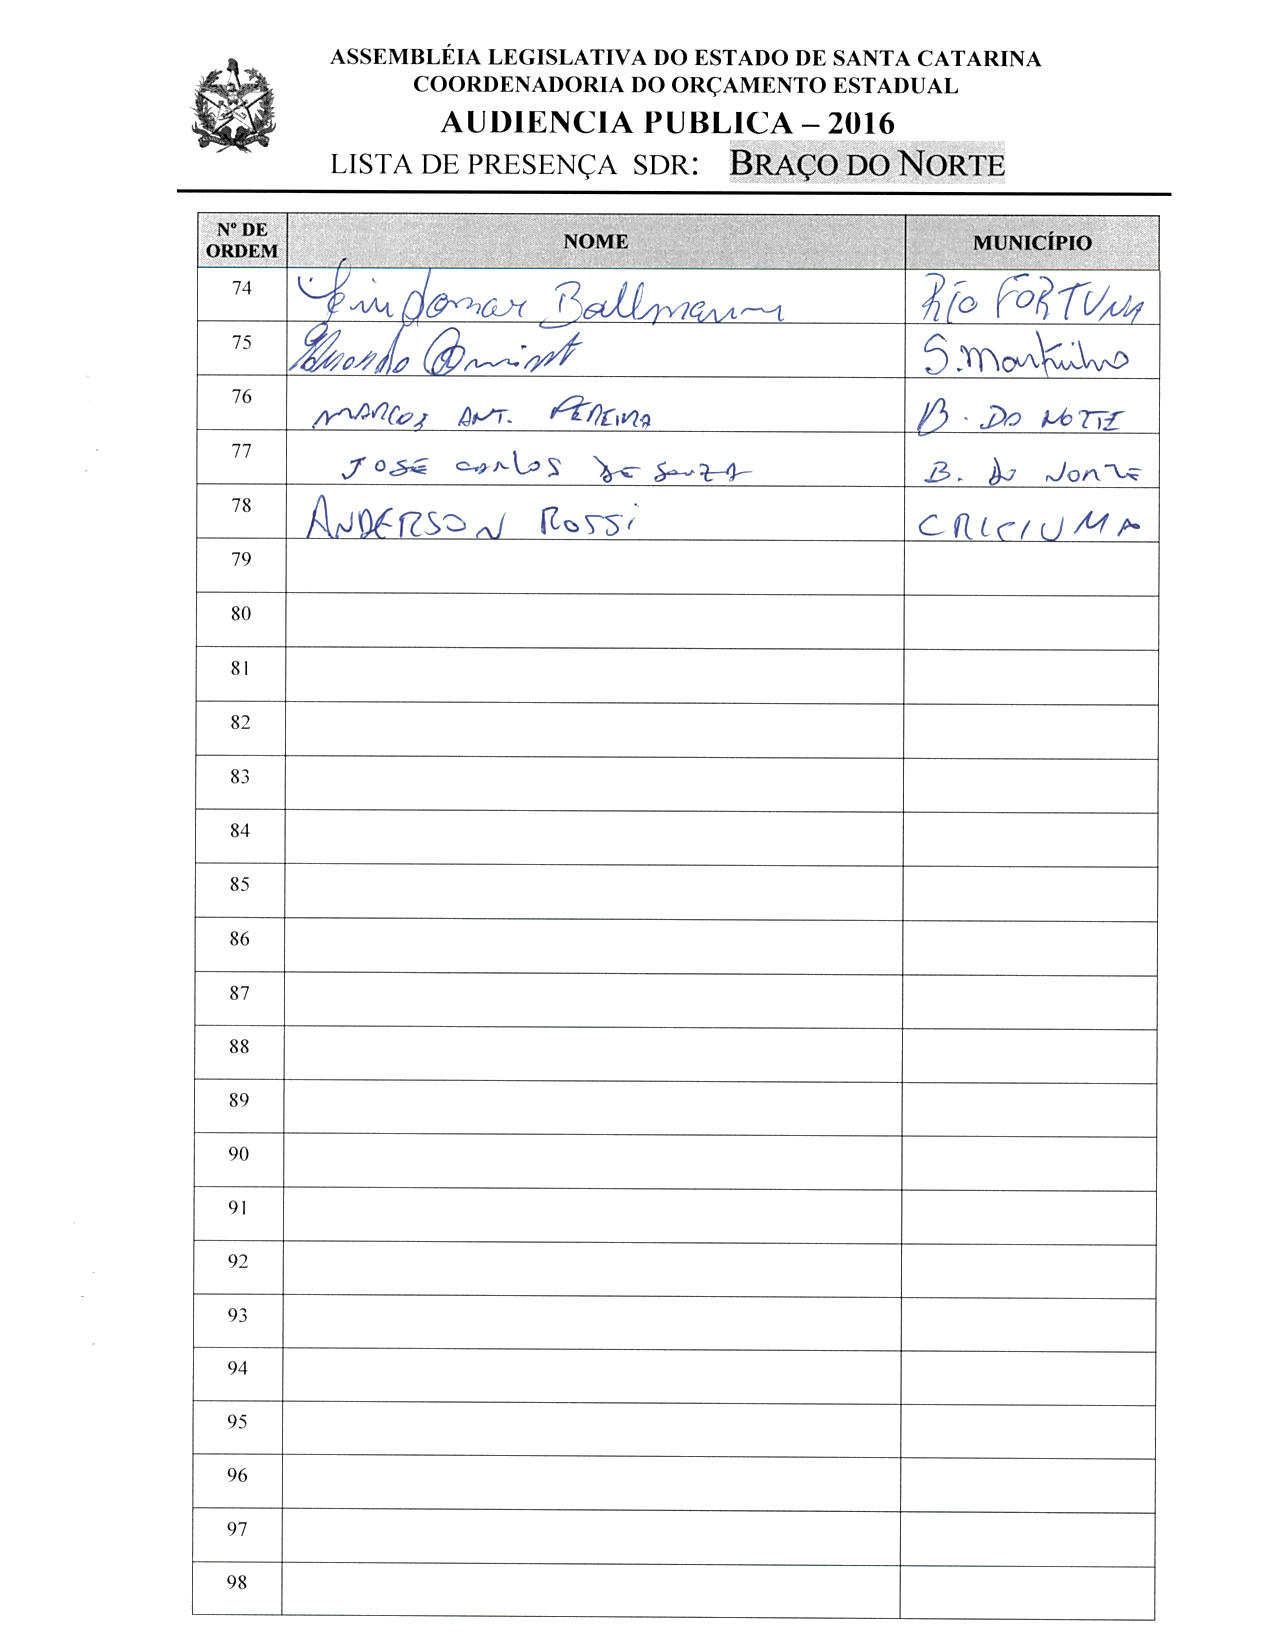 ASSEMBLÉIA LEGISLATIVA DO ESTADO DE SANTA CATARINA
COORDENADORIA DO ORÇAMENTO ESTADUAL
AUDIENCIA PUBLICA – 2016
LISTA DE PRESENÇA SDR: BRAÇO DO NORTE
Nº DE ORDEM NOME MUNICÍPIO
74 Lindomar Ballmann RIO FORTUNA
75 S. Martinho
76 MARCOS ANT. PEREIRA B. DO NOTTE
77 JOSÉ CARLOS DE SOUZA B. do NORTE
78 ANDERSON ROSSi CRICIUMA
79
80
81
82
83
84
85
86
87
88
89
90
91
92
93
94
95
96
97
98